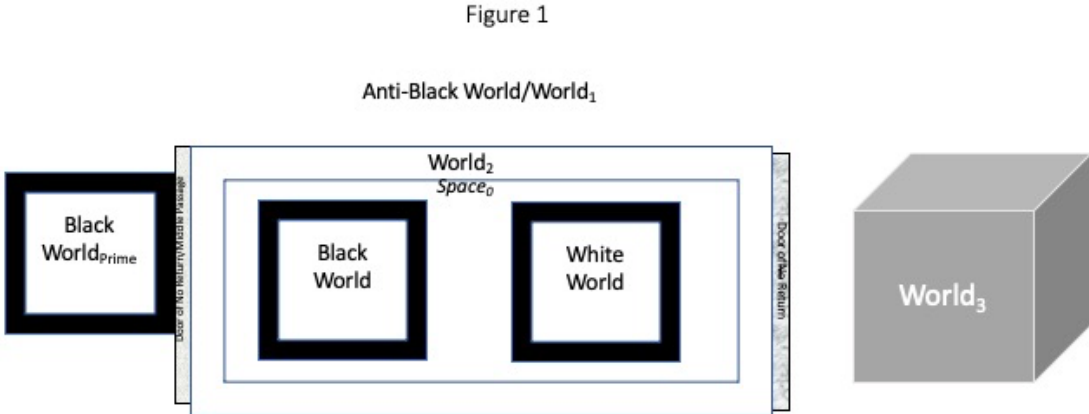 Figure 1
Anti-Black World/World₁
World₂
Space₀
Black
World_Prime
Door of No Return/Middle Passage
Black
World
White
World
Door of No Return
World₃